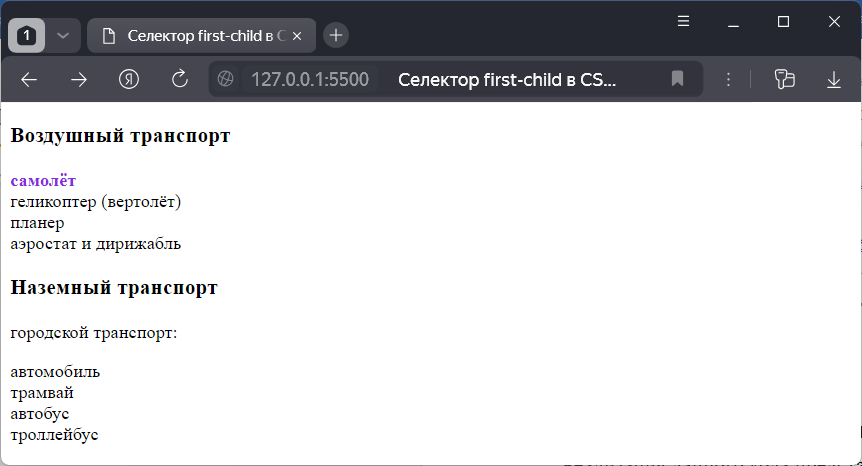 1
Селектор first-child в C
127.0.0.1:5500 Селектор first-child в CS...
Воздушный транспорт
самолёт
геликоптер (вертолёт)
планер
аэростат и дирижабль
Наземный транспорт
городской транспорт:
автомобиль
трамвай
автобус
троллейбус